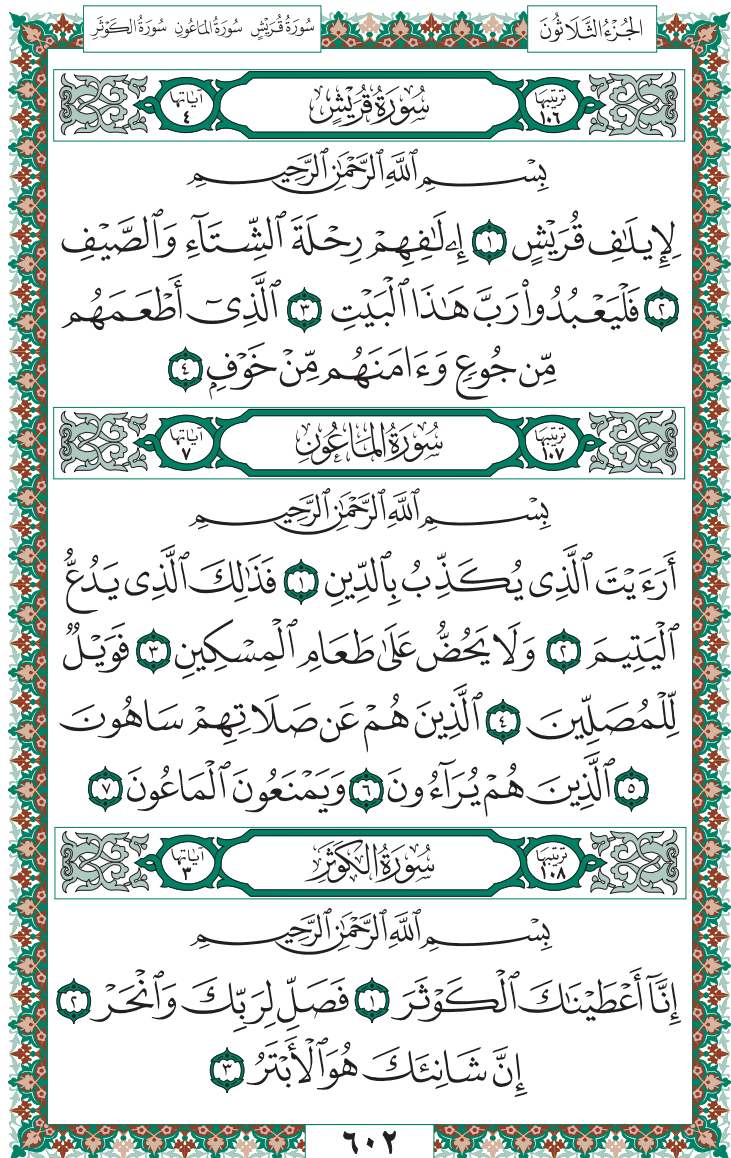 الجُزْءُ الثَّلَاثُونَ سُورَةُ قُرَيْشٍ سُورَةُ المَاعُونِ سُورَةُ الكَوْثَرِ
ترتيبها ١٠٦ سُورَةُ قُرَيْشٍ اياتها ٤
بِسْمِ ٱللَّهِ ٱلرَّحْمَٰنِ ٱلرَّحِيمِ
لِإِيلَٰفِ قُرَيْشٍ ١ إِۦلَٰفِهِمْ رِحْلَةَ ٱلشِّتَآءِ وَٱلصَّيْفِ
٢ فَلْيَعْبُدُوا۟ رَبَّ هَٰذَا ٱلْبَيْتِ ٣ ٱلَّذِىٓ أَطْعَمَهُم
مِّن جُوعٍ وَءَامَنَهُم مِّنْ خَوْفٍ ٤
ترتيبها ١٠٧ سُورَةُ المَاعُونِ اياتها ٧
بِسْمِ ٱللَّهِ ٱلرَّحْمَٰنِ ٱلرَّحِيمِ
أَرَءَيْتَ ٱلَّذِى يُكَذِّبُ بِٱلدِّينِ ١ فَذَٰلِكَ ٱلَّذِى يَدُعُّ
ٱلْيَتِيمَ ٢ وَلَا يَحُضُّ عَلَىٰ طَعَامِ ٱلْمِسْكِينِ ٣ فَوَيْلٌ
لِّلْمُصَلِّينَ ٤ ٱلَّذِينَ هُمْ عَن صَلَاتِهِمْ سَاهُونَ
٥ ٱلَّذِينَ هُمْ يُرَآءُونَ ٦ وَيَمْنَعُونَ ٱلْمَاعُونَ ٧
ترتيبها ١٠٨ سُورَةُ الكَوْثَرِ اياتها ٣
بِسْمِ ٱللَّهِ ٱلرَّحْمَٰنِ ٱلرَّحِيمِ
إِنَّآ أَعْطَيْنَٰكَ ٱلْكَوْثَرَ ١ فَصَلِّ لِرَبِّكَ وَٱنْحَرْ ٢
إِنَّ شَانِئَكَ هُوَ ٱلْأَبْتَرُ ٣
٦٠٢